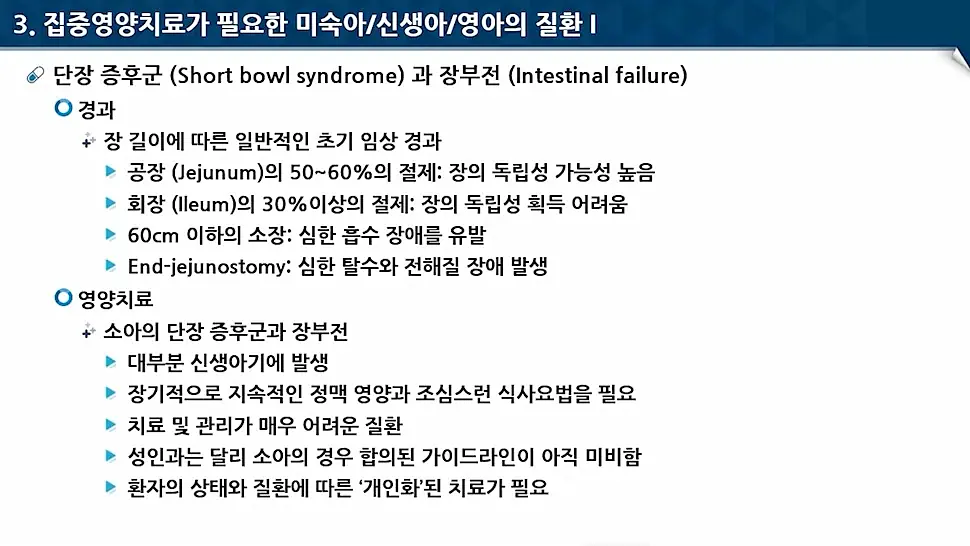 3. 집중영양치료가 필요한 미숙아/신생아/영아의 질환 I
단장 증후군 (Short bowl syndrome) 과 장부전 (Intestinal failure)
경과
장 길이에 따른 일반적인 초기 임상 경과
공장 (Jejunum)의 50~60%의 절제: 장의 독립성 가능성 높음
회장 (Ileum)의 30%이상의 절제: 장의 독립성 획득 어려움
60cm 이하의 소장: 심한 흡수 장애를 유발
End-jejunostomy: 심한 탈수와 전해질 장애 발생
영양치료
소아의 단장 증후군과 장부전
대부분 신생아기에 발생
장기적으로 지속적인 정맥 영양과 조심스런 식사요법을 필요
치료 및 관리가 매우 어려운 질환
성인과는 달리 소아의 경우 합의된 가이드라인이 아직 미비함
환자의 상태와 질환에 따른 ‘개인화’된 치료가 필요